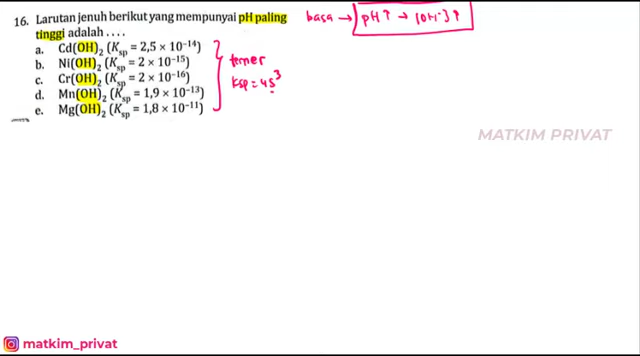 16. Larutan jenuh berikut yang mempunyai pH paling tinggi adalah ....
basa → pH↑ → [OH⁻]↑
a. Cd(OH)₂ (Ksp = 2,5 × 10⁻¹⁴)
b. Ni(OH)₂ (Ksp = 2 × 10⁻¹⁵)
c. Cr(OH)₂ (Ksp = 2 × 10⁻¹⁶)
d. Mn(OH)₂ (Ksp = 1,9 × 10⁻¹³)
e. Mg(OH)₂ (Ksp = 1,8 × 10⁻¹¹)
terner
Ksp = 4s³
MATKIM PRIVAT
matkim_privat